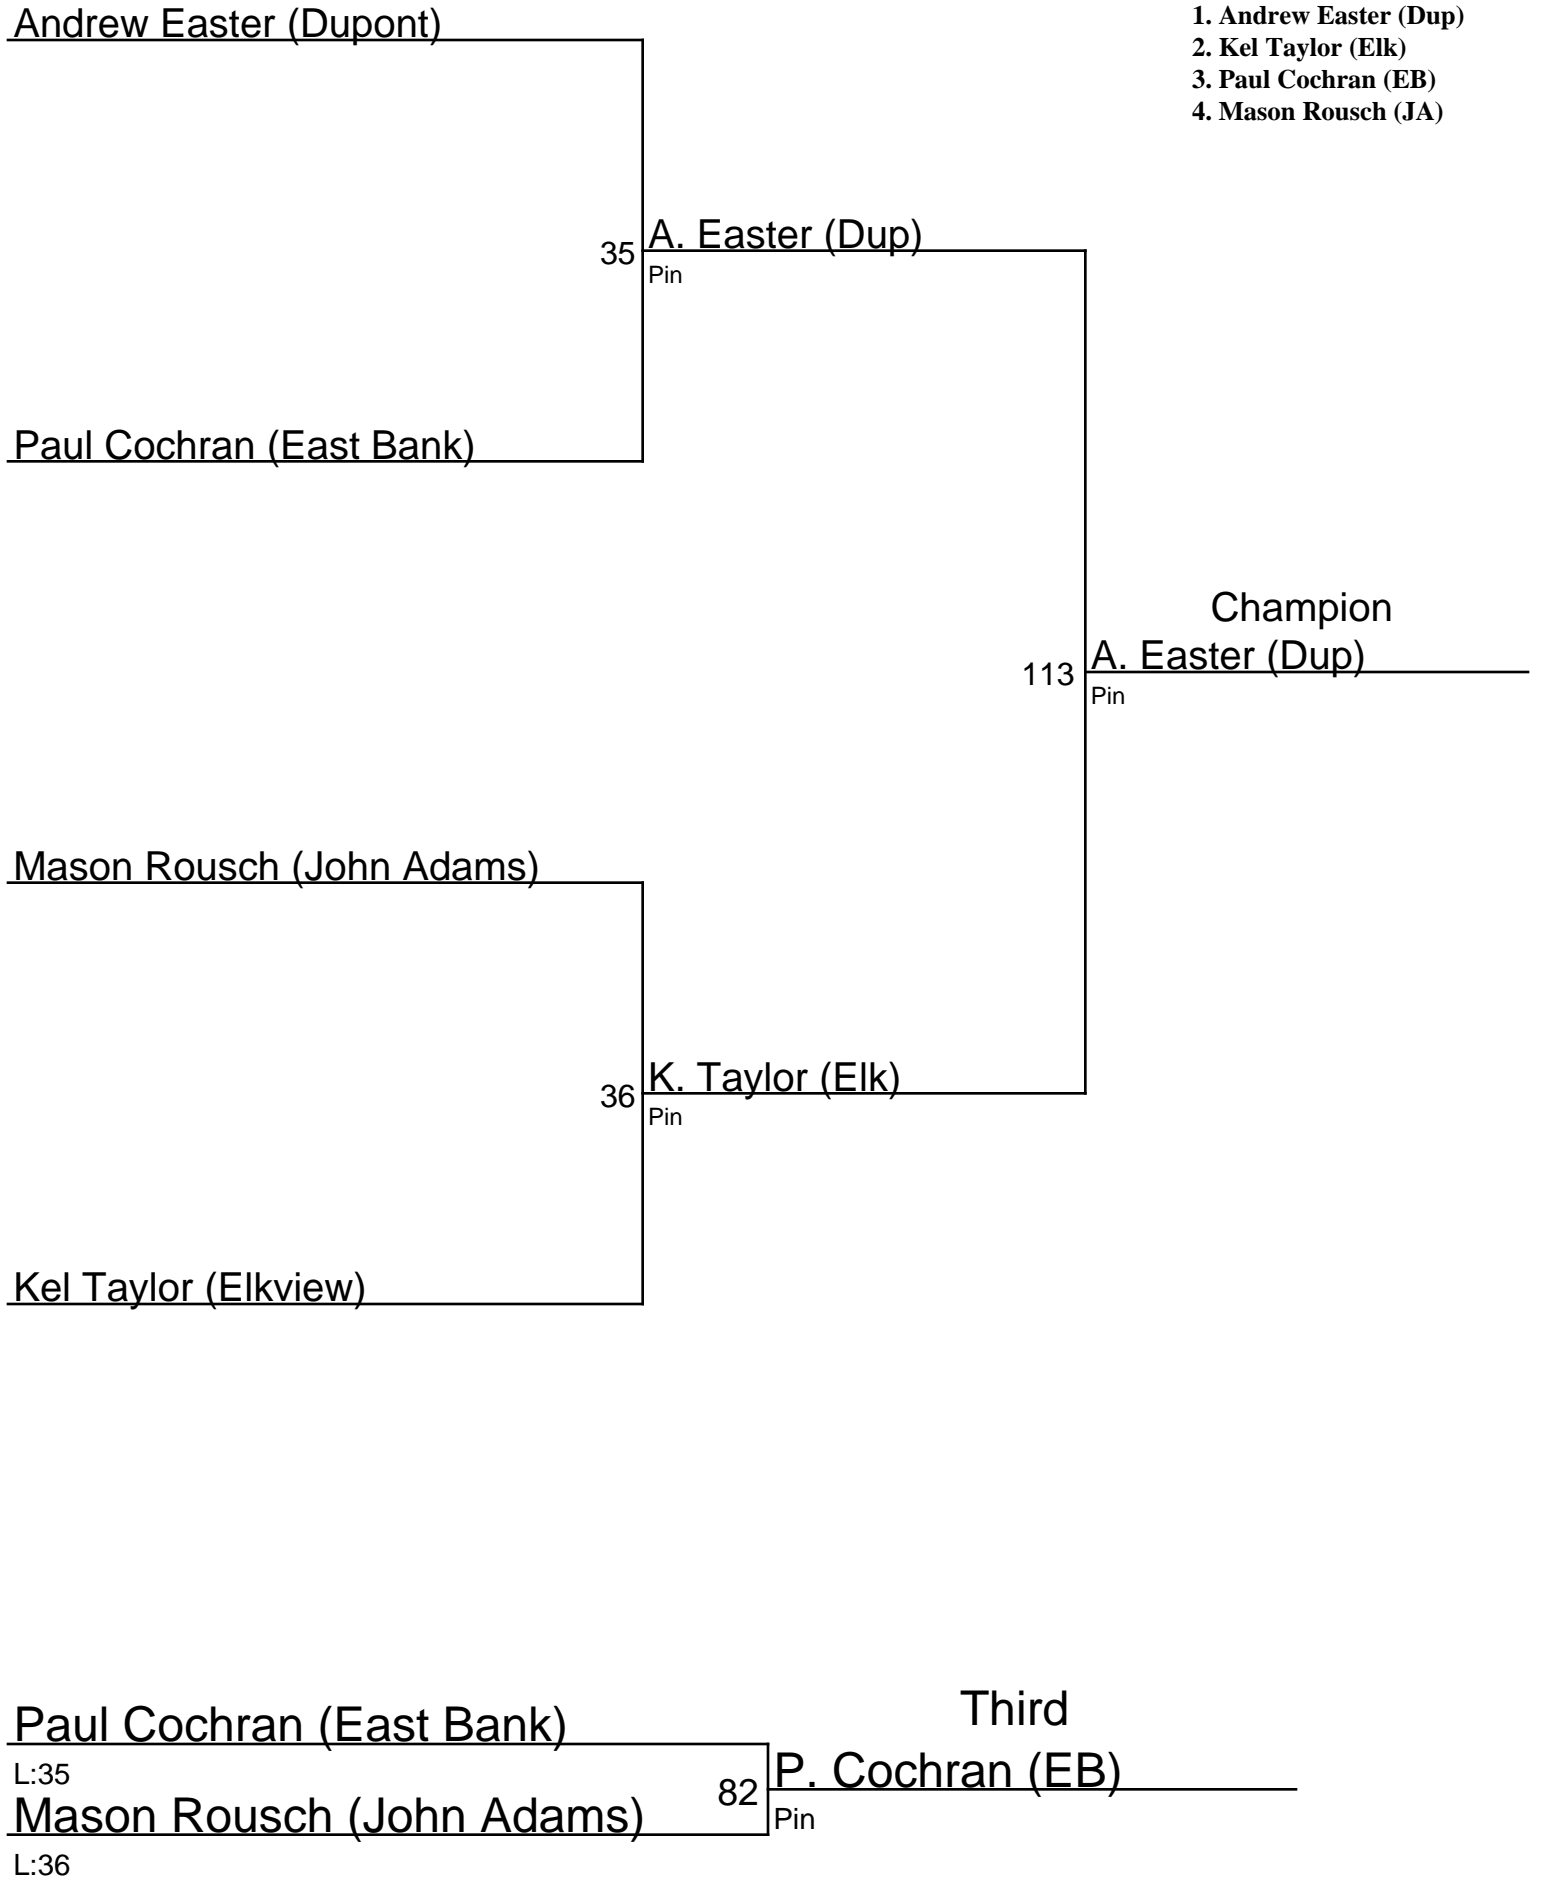 Andrew Easter (Dupont)
1. Andrew Easter (Dup)
2. Kel Taylor (Elk)
3. Paul Cochran (EB)
4. Mason Rousch (JA)
35
A. Easter (Dup)
Pin
Paul Cochran (East Bank)
Champion
113
A. Easter (Dup)
Pin
Mason Rousch (John Adams)
36
K. Taylor (Elk)
Pin
Kel Taylor (Elkview)
Paul Cochran (East Bank)
Third
L:35
82
P. Cochran (EB)
Pin
Mason Rousch (John Adams)
L:36